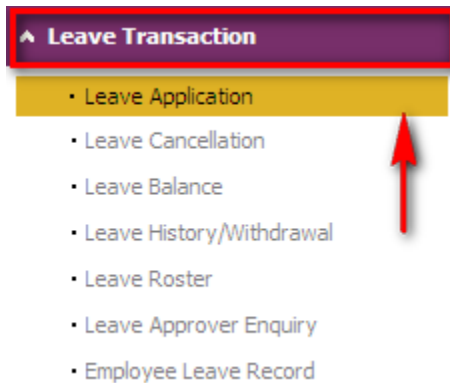 Leave Transaction
Leave Application
Leave Cancellation
Leave Balance
Leave History/Withdrawal
Leave Roster
Leave Approver Enquiry
Employee Leave Record